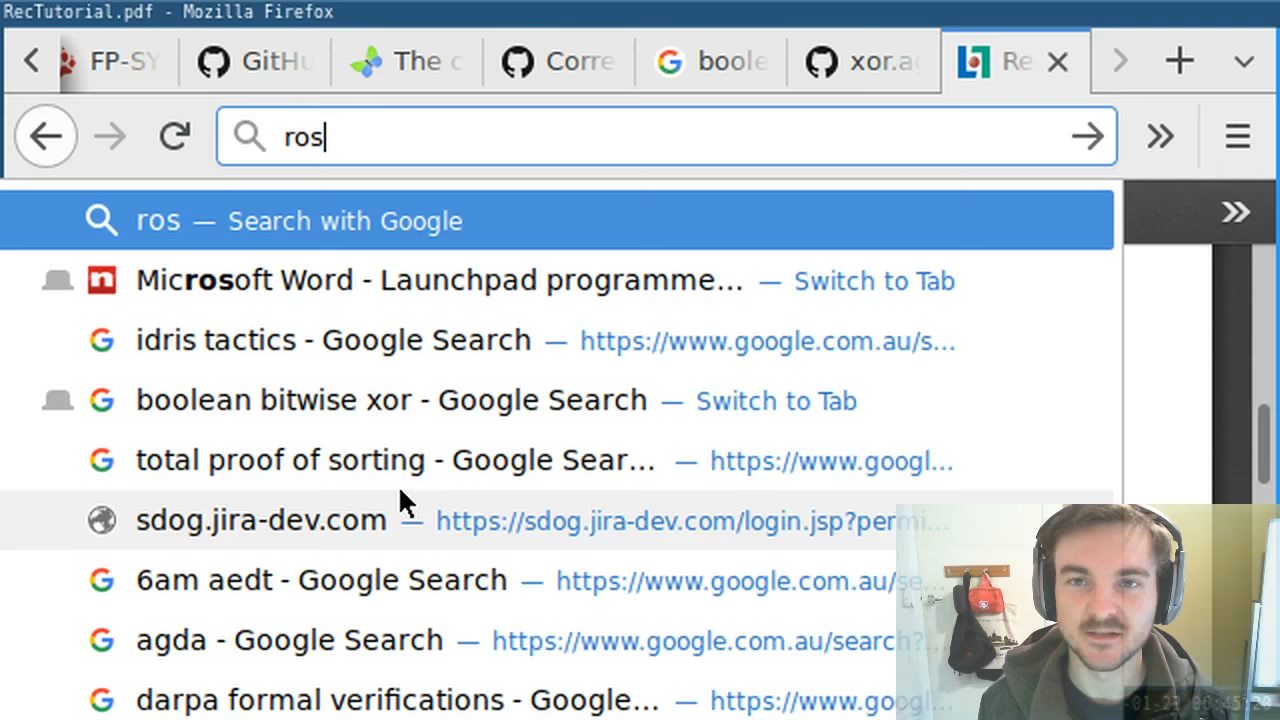 RecTutorial.pdf - Mozilla Firefox
FP-SY GitHu The c Corre boole xor.ag Re
ros
ros — Search with Google
Microsoft Word - Launchpad programme... — Switch to Tab
idris tactics - Google Search — https://www.google.com.au/s...
boolean bitwise xor - Google Search — Switch to Tab
total proof of sorting - Google Sear... — https://www.googl...
sdog.jira-dev.com — https://sdog.jira-dev.com/login.jsp?permi...
6am aedt - Google Search — https://www.google.com.au/se...
agda - Google Search — https://www.google.com.au/search?...
darpa formal verifications - Google... — https://www.googl...